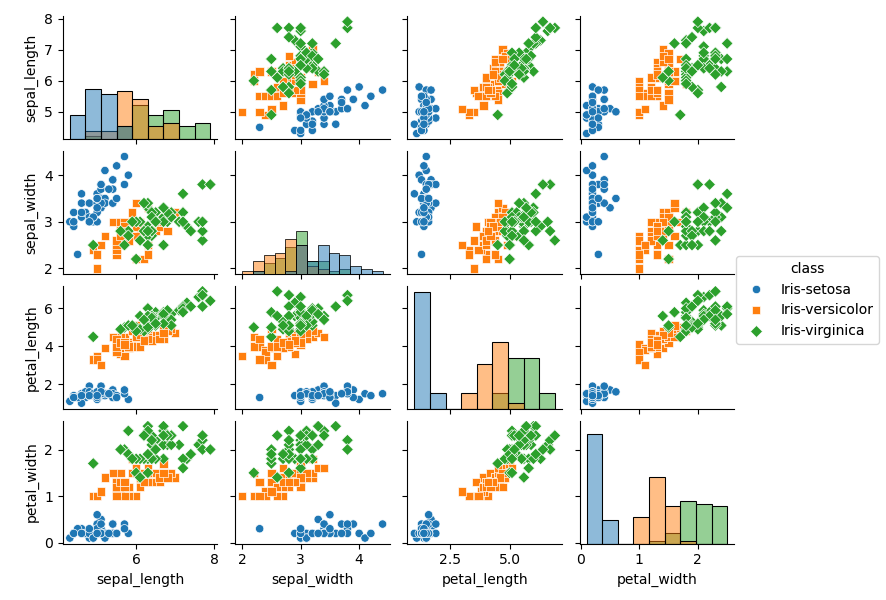 sepal_length
8
7
6
5
sepal_width
4
3
2
class
Iris-setosa
Iris-versicolor
Iris-virginica
petal_length
6
4
2
petal_width
2
1
0
6
8
2
3
4
2.5
5.0
0
2
sepal_length
sepal_width
petal_length
petal_width